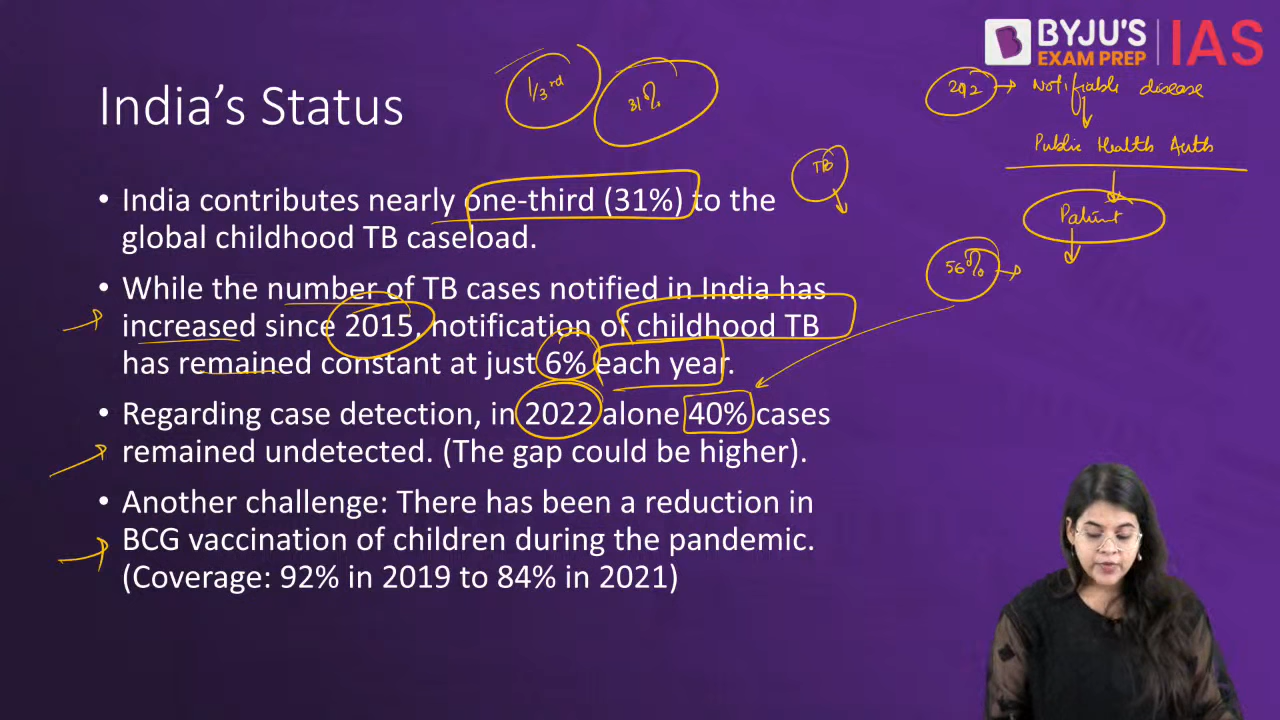 BYJU'S
EXAM PREP
IAS
India's Status
1/3rd
31%
292 → Notifiable disease
Public Health Auth
Patient
TB
56%
• India contributes nearly one-third (31%) to the
global childhood TB caseload.
• While the number of TB cases notified in India has
increased since 2015, notification of childhood TB
has remained constant at just 6% each year.
• Regarding case detection, in 2022 alone 40% cases
remained undetected. (The gap could be higher).
• Another challenge: There has been a reduction in
BCG vaccination of children during the pandemic.
(Coverage: 92% in 2019 to 84% in 2021)